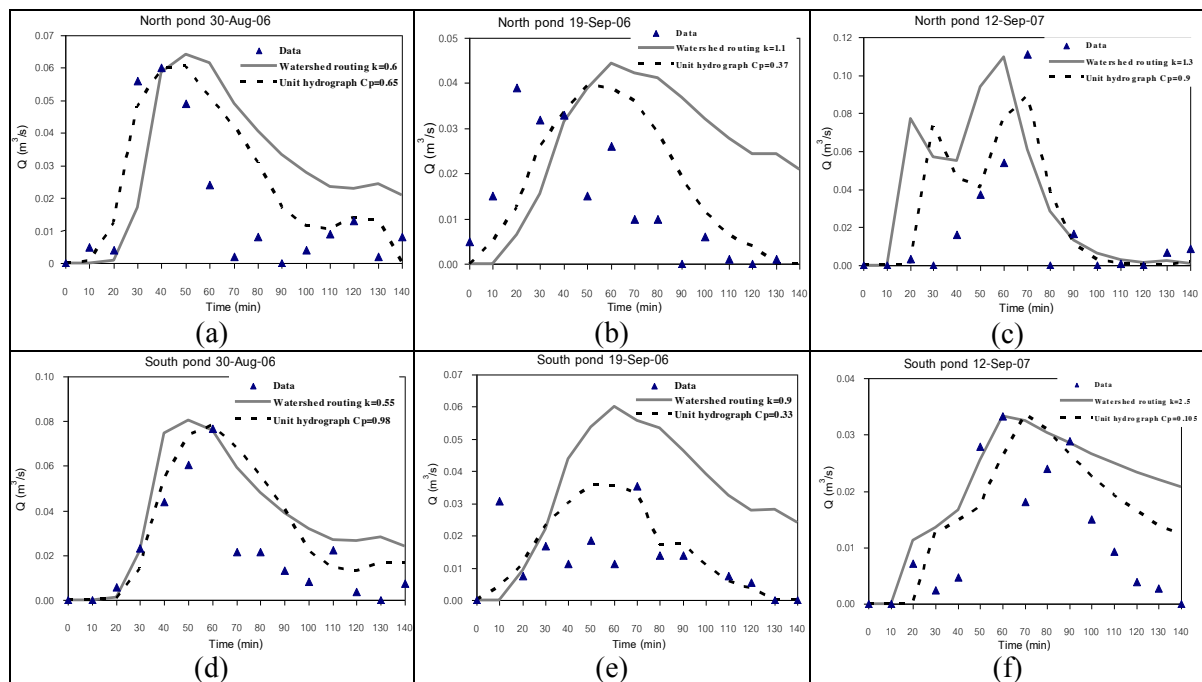 North pond 30-Aug-06
Data
Watershed routing k=0.6
Unit hydrograph Cp=0.65
Q (m³/s)
0.07
0.06
0.05
0.04
0.03
0.02
0.01
0.00
0 10 20 30 40 50 60 70 80 90 100 110 120 130 140
Time (min)
(a)
North pond 19-Sep-06
Data
Watershed routing k=1.1
Unit hydrograph Cp=0.37
Q (m³/s)
0.05
0.04
0.03
0.02
0.01
0.00
0 10 20 30 40 50 60 70 80 90 100 110 120 130 140
Time (min)
(b)
North pond 12-Sep-07
Data
Watershed routing k=1.3
Unit hydrograph Cp=0.9
Q (m³/s)
0.12
0.10
0.08
0.06
0.04
0.02
0.00
0 10 20 30 40 50 60 70 80 90 100 110 120 130 140
Time (min)
(c)
South pond 30-Aug-06
Data
Watershed routing k=0.55
Unit hydrograph Cp=0.98
Q (m³/s)
0.10
0.08
0.06
0.04
0.02
0.00
0 10 20 30 40 50 60 70 80 90 100 110 120 130 140
Time (min)
(d)
South pond 19-Sep-06
Data
Watershed routing k=0.9
Unit hydrograph Cp=0.33
Q (m³/s)
0.07
0.06
0.05
0.04
0.03
0.02
0.01
0.00
0 10 20 30 40 50 60 70 80 90 100 110 120 130 140
Time (min)
(e)
South pond 12-Sep-07
Data
Watershed routing k=2.5
Unit hydrograph Cp=0.105
Q (m³/s)
0.04
0.03
0.02
0.01
0.00
0 10 20 30 40 50 60 70 80 90 100 110 120 130 140
Time (min)
(f)